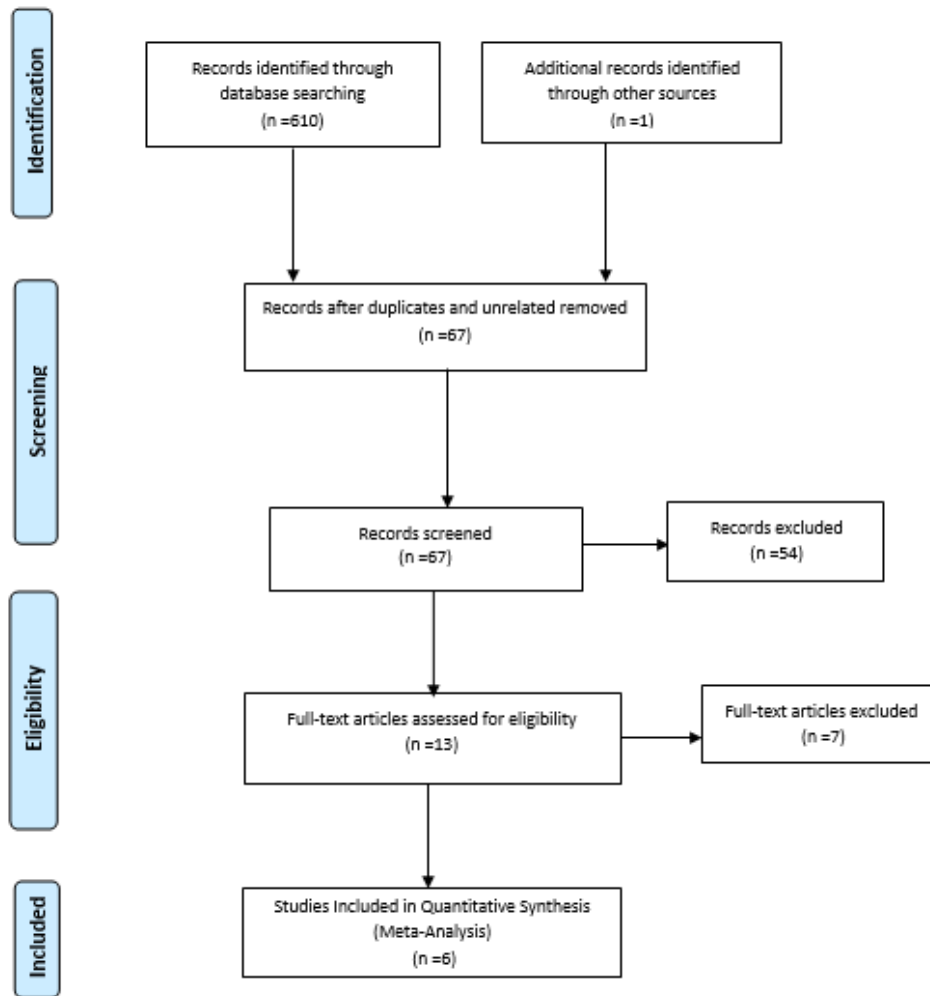 Identification
Records identified through
database searching
(n =610)
Additional records identified
through other sources
(n =1)
Screening
Records after duplicates and unrelated removed
(n =67)
Records screened
(n =67)
Records excluded
(n =54)
Eligibility
Full-text articles assessed for eligibility
(n =13)
Full-text articles excluded
(n =7)
Included
Studies Included in Quantitative Synthesis
(Meta-Analysis)
(n =6)